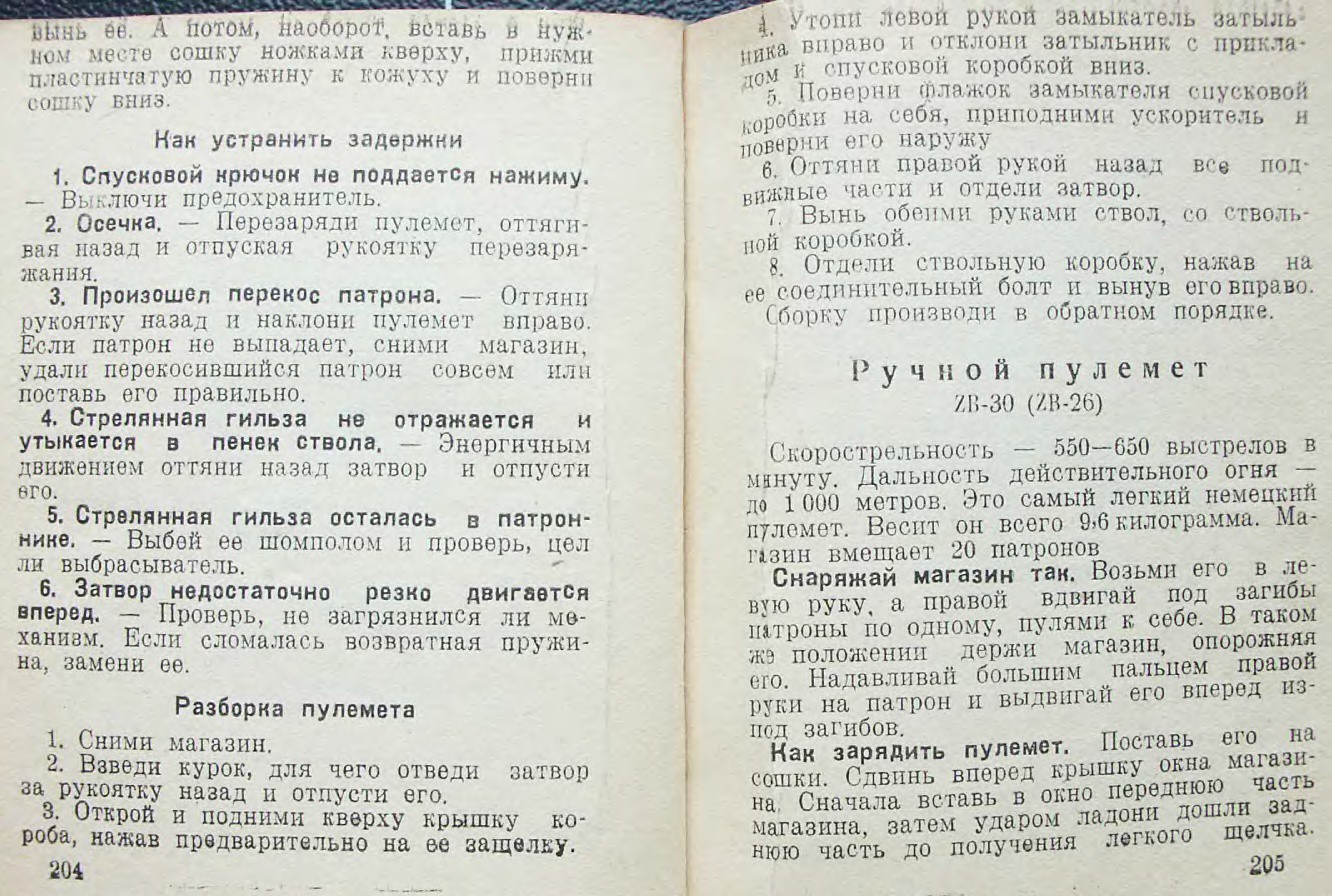 вынь ее. А потом, наоборот, вставь в нуж-
ном месте сошку ножками кверху, прижми
пластинчатую пружину к кожуху и поверни
сошку вниз.
Как устранить задержки
1. Спусковой крючок не поддается нажиму.
— Выключи предохранитель.
2. Осечка. — Перезаряди пулемет, оттяги-
вая назад и отпуская рукоятку перезаря-
жания.
3. Произошел перекос патрона. — Оттяни
рукоятку назад и наклони пулемет вправо.
Если патрон не выпадает, сними магазин,
удали перекосившийся патрон совсем или
поставь его правильно.
4. Стрелянная гильза не отражается и
утыкается в пенек ствола. — Энергичным
движением оттяни назад затвор и отпусти
его.
5. Стрелянная гильза осталась в патрон-
нике. — Выбей ее шомполом и проверь, цел
ли выбрасыватель.
6. Затвор недостаточно резко двигается
вперед. — Проверь, не загрязнился ли ме-
ханизм. Если сломалась возвратная пружи-
на, замени ее.
Разборка пулемета
1. Сними магазин.
2. Взведи курок, для чего отведи затвор
за рукоятку назад и отпусти его.
3. Открой и подними кверху крышку ко-
роба, нажав предварительно на ее защелку.
204
4. Утопи левой рукой замыкатель затыль-
ника вправо и отклони затыльник с прикла-
дом и спусковой коробкой вниз.
5. Поверни флажок замыкателя спусковой
коробки на себя, приподними ускоритель и
поверни его наружу
6. Оттяни правой рукой назад все под-
вижные части и отдели затвор.
7. Вынь обеими руками ствол, со стволь-
ной коробкой.
8. Отдели ствольную коробку, нажав на
ее соединительный болт и вынув его вправо.
Сборку производи в обратном порядке.
Ручной пулемет
ZB-30 (ZB-26)
Скорострельность — 550—650 выстрелов в
минуту. Дальность действительного огня —
до 1 000 метров. Это самый легкий немецкий
пулемет. Весит он всего 9,6 килограмма. Ма-
газин вмещает 20 патронов
Снаряжай магазин так. Возьми его в ле-
вую руку, а правой вдвигай под загибы
патроны по одному, пулями к себе. В таком
же положении держи магазин, опорожняя
его. Надавливай большим пальцем правой
руки на патрон и выдвигай его вперед из-
под загибов.
Как зарядить пулемет. Поставь его на
сошки. Сдвинь вперед крышку окна магази-
на. Сначала вставь в окно переднюю часть
магазина, затем ударом ладони дошли зад-
нюю часть до получения легкого щелчка.
205